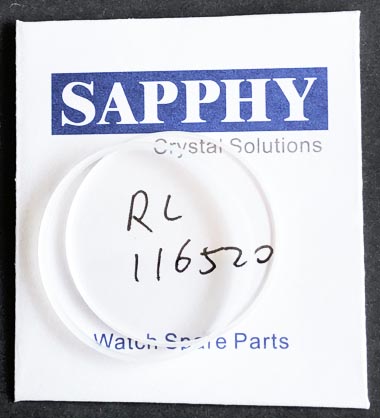 SAPPHY
Crystal Solutions
RL
116520
Watch Spare Parts